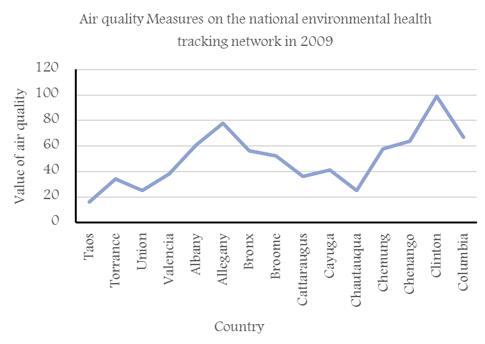 Air quality Measures on the national environmental health
tracking network in 2009
Value of air quality
120
100
80
60
40
20
0
Taos
Torrance
Union
Valencia
Albany
Allegany
Bronx
Broome
Cattaraugus
Cayuga
Chautauqua
Chemung
Chenango
Clinton
Columbia
Country